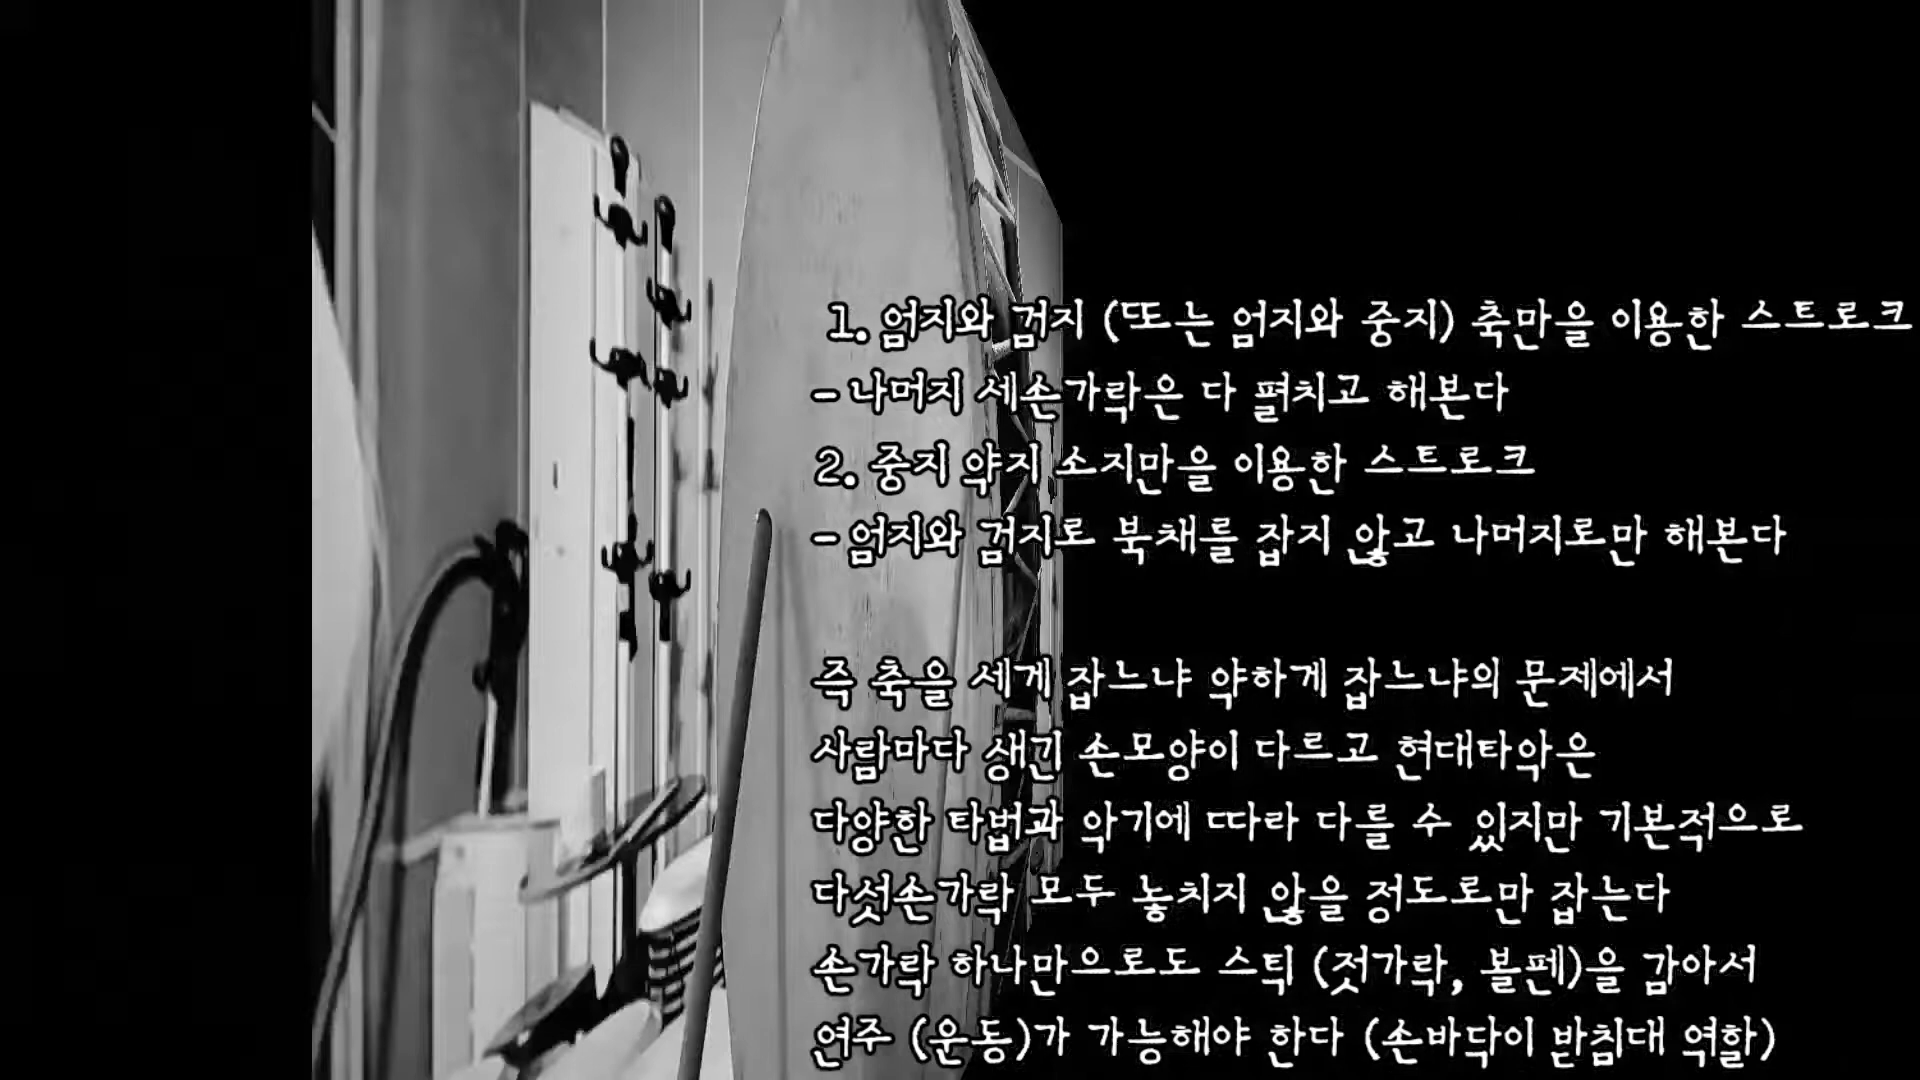 1. 엄지와 검지 (또는 엄지와 중지) 축만을 이용한 스트로크
- 나머지 세손가락은 다 펼치고 해본다
2. 중지 약지 소지만을 이용한 스트로크
- 엄지와 검지로 북채를 잡지 않고 나머지로만 해본다
즉 축을 세게 잡느냐 약하게 잡느냐의 문제에서
사람마다 생긴 손모양이 다르고 현대타악은
다양한 타법과 악기에 따라 다를 수 있지만 기본적으로
다섯손가락 모두 놓치지 않을 정도로만 잡는다
손가락 하나만으로도 스틱 (젓가락, 볼펜)을 감아서
연주 (운동)가 가능해야 한다 (손바닥이 받침대 역할)